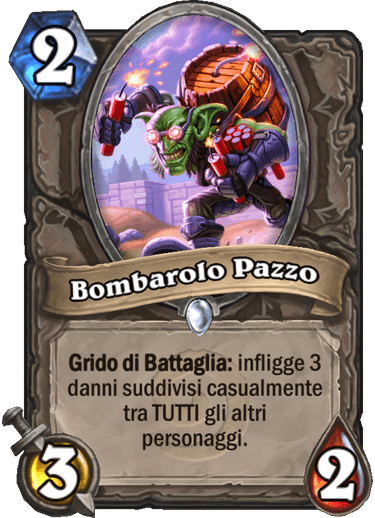 2
Bombarolo Pazzo
Grido di Battaglia: infligge 3
danni suddivisi casualmente
tra TUTTI gli altri
personaggi.
3
2